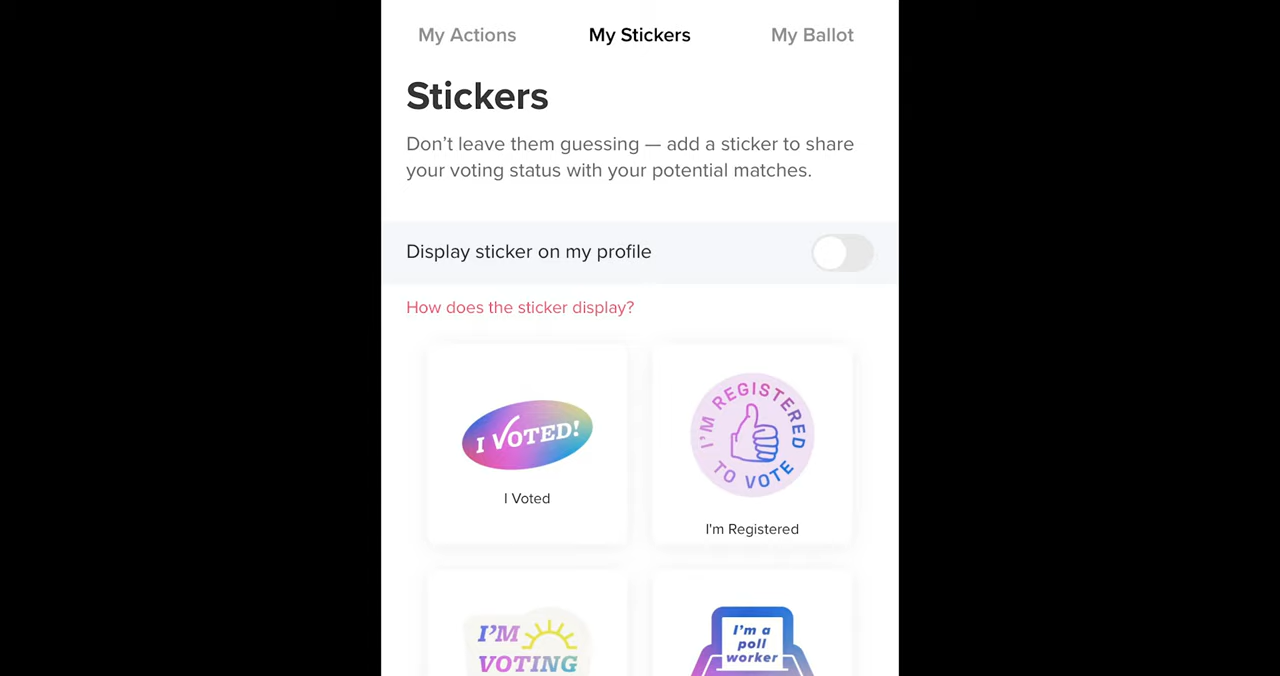 My Actions My Stickers My Ballot
Stickers
Don't leave them guessing — add a sticker to share
your voting status with your potential matches.
Display sticker on my profile
How does the sticker display?
I VOTED!
I Voted
I'M REGISTERED
TO VOTE
I'm Registered
I'M
VOTING
I'm a
poll
worker